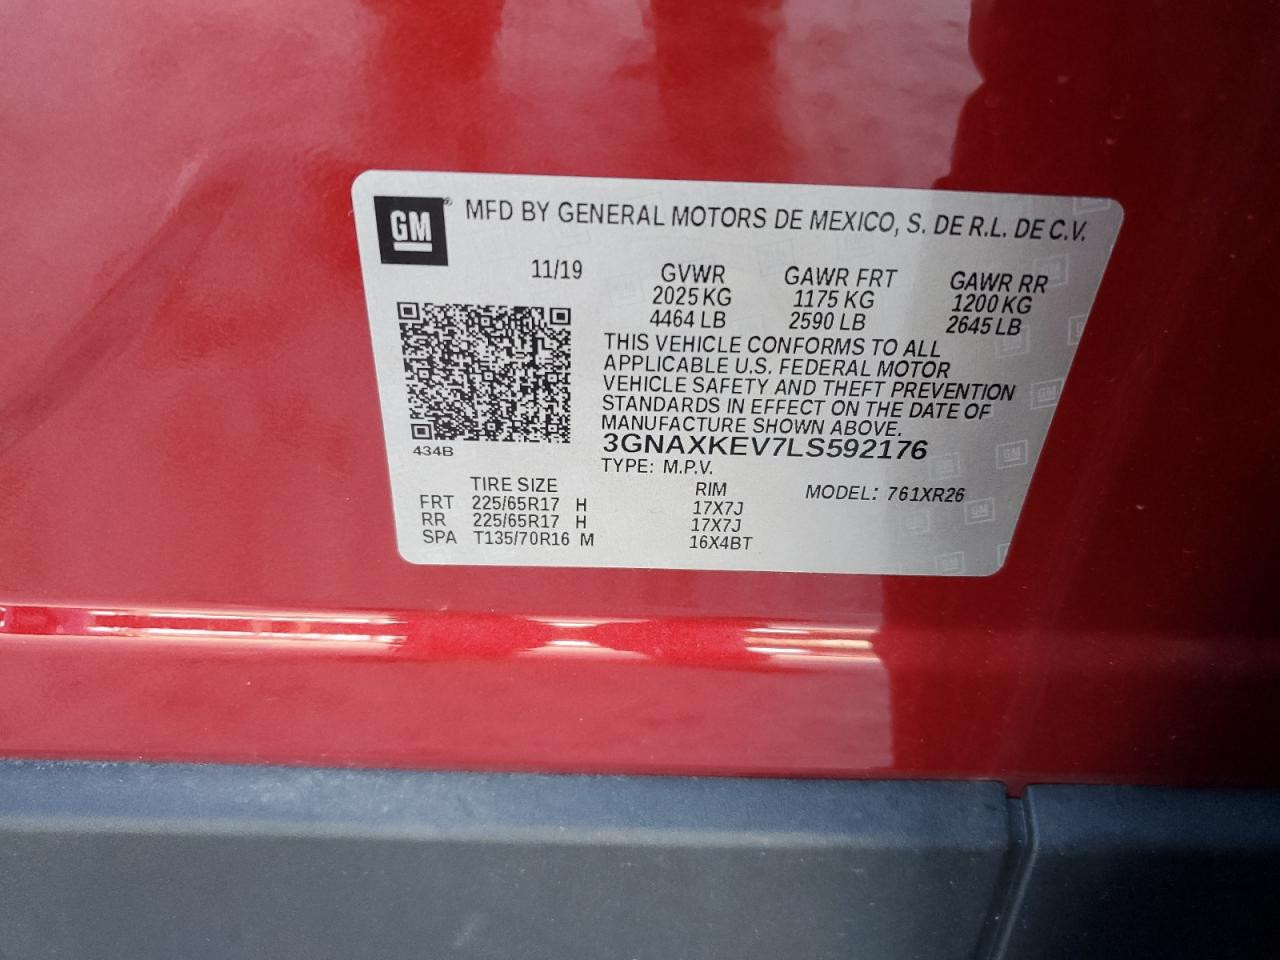 GM® MFD BY GENERAL MOTORS DE MEXICO, S. DE R.L. DE C.V.
11/19 GVWR GAWR FRT GAWR RR
2025 KG 1175 KG 1200 KG
4464 LB 2590 LB 2645 LB
THIS VEHICLE CONFORMS TO ALL
APPLICABLE U.S. FEDERAL MOTOR
VEHICLE SAFETY AND THEFT PREVENTION
STANDARDS IN EFFECT ON THE DATE OF
MANUFACTURE SHOWN ABOVE.
434B 3GNAXKEV7LS592176
TYPE: M.P.V.
TIRE SIZE RIM MODEL: 761XR26
FRT 225/65R17 H 17X7J
RR 225/65R17 H 17X7J
SPA T135/70R16 M 16X4BT